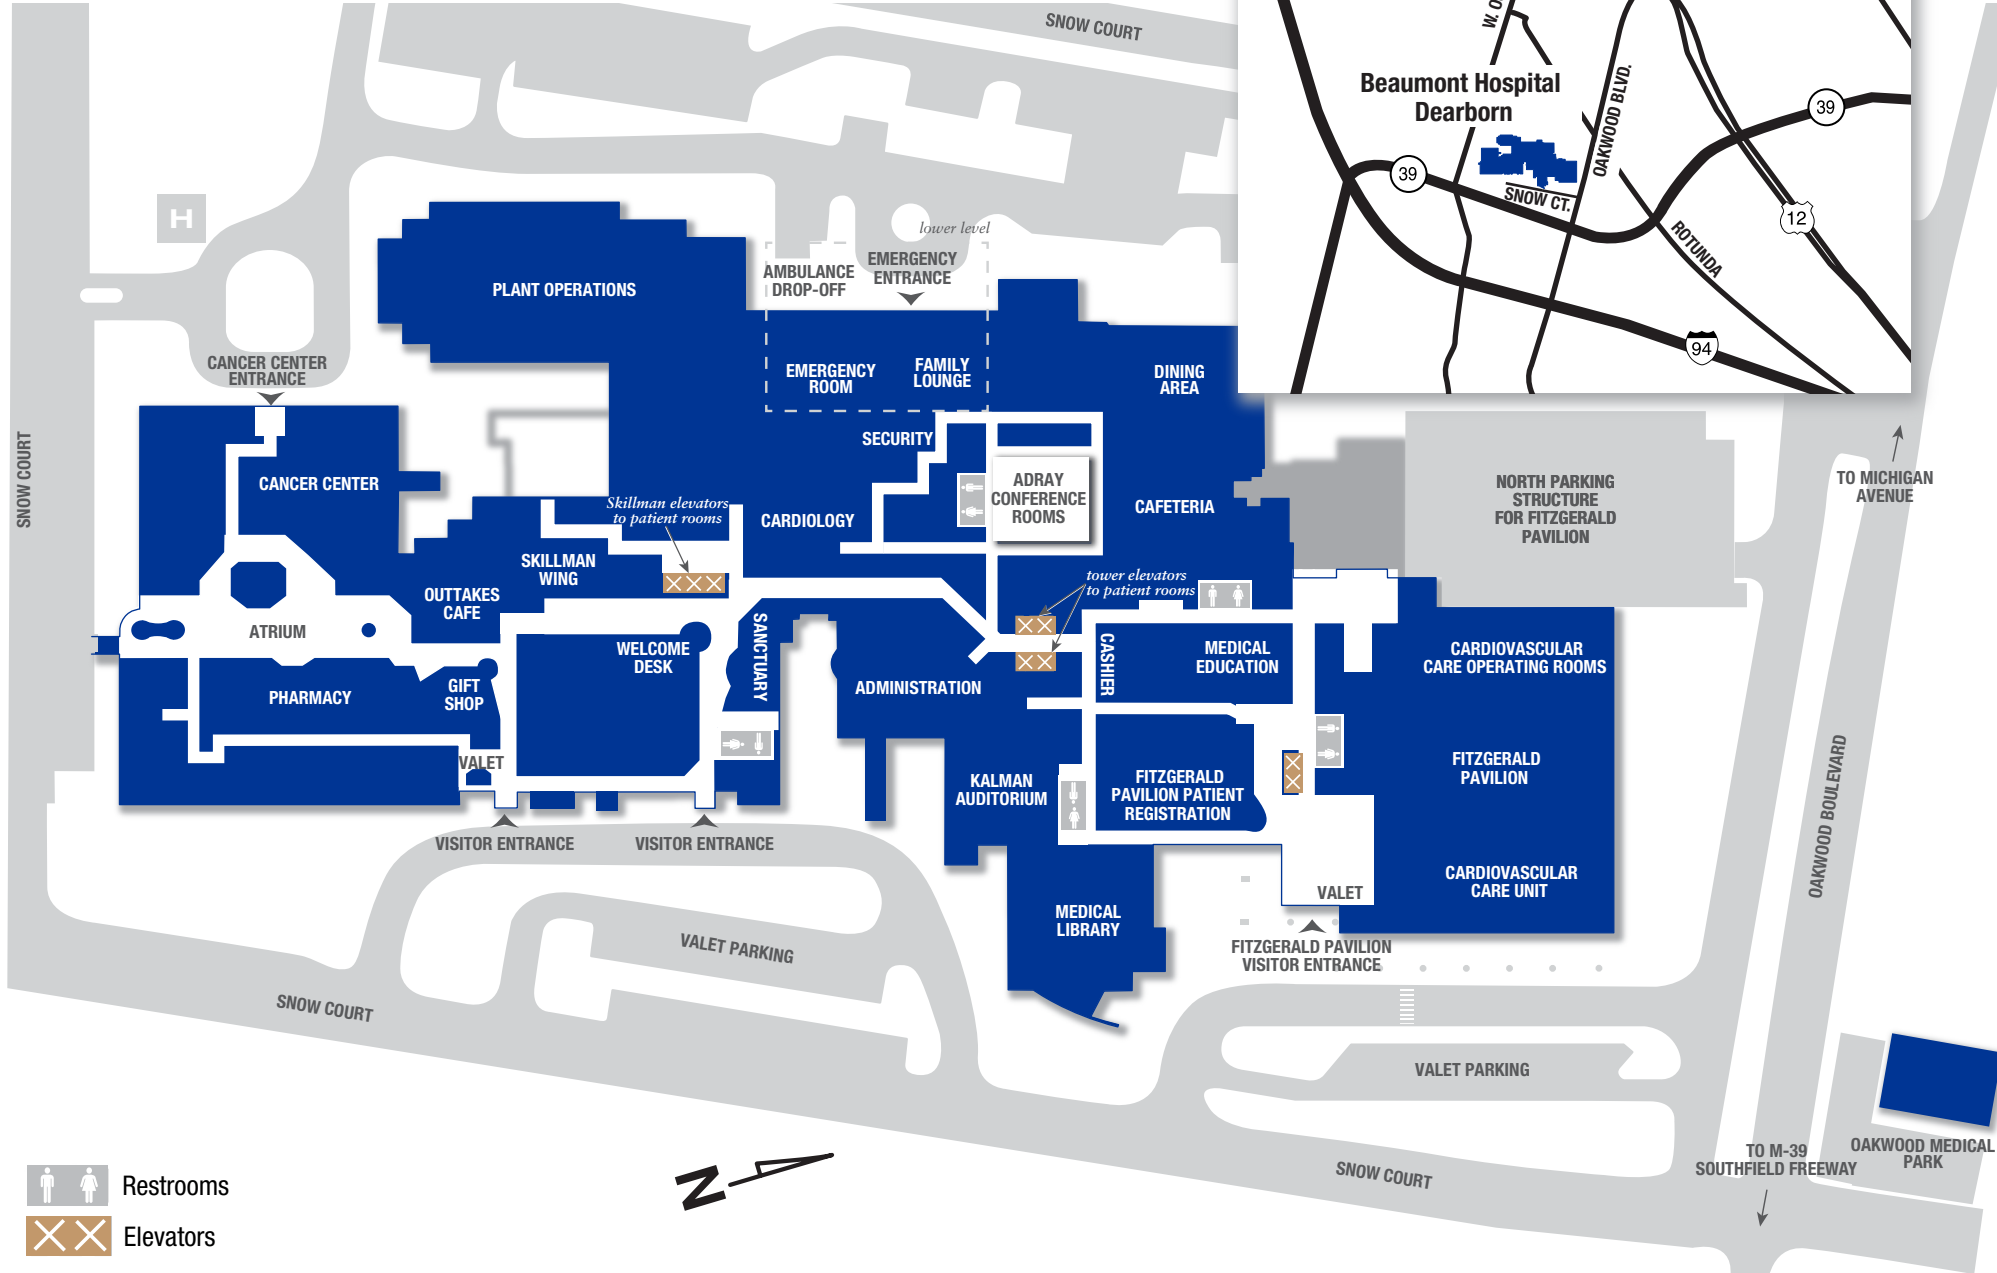 SNOW COURT
W. O
Beaumont Hospital
Dearborn
OAKWOOD BLVD.
39
39
SNOW CT.
12
ROTUNDA
94
H
lower level
AMBULANCE
DROP-OFF
EMERGENCY
ENTRANCE
PLANT OPERATIONS
CANCER CENTER
ENTRANCE
EMERGENCY
ROOM
FAMILY
LOUNGE
DINING
AREA
SNOW COURT
SECURITY
CANCER CENTER
ADRAY
CONFERENCE
ROOMS
NORTH PARKING
STRUCTURE
FOR FITZGERALD
PAVILION
TO MICHIGAN
AVENUE
Skillman elevators
to patient rooms
CARDIOLOGY
CAFETERIA
SKILLMAN
WING
tower elevators
to patient rooms
OUTTAKES
CAFE
ATRIUM
WELCOME
DESK
SANCTUARY
CASHIER
MEDICAL
EDUCATION
CARDIOVASCULAR
CARE OPERATING ROOMS
PHARMACY
GIFT
SHOP
ADMINISTRATION
VALET
KALMAN
AUDITORIUM
FITZGERALD
PAVILION PATIENT
REGISTRATION
FITZGERALD
PAVILION
OAKWOOD BOULEVARD
VISITOR ENTRANCE
VISITOR ENTRANCE
CARDIOVASCULAR
CARE UNIT
VALET
MEDICAL
LIBRARY
FITZGERALD PAVILION
VISITOR ENTRANCE
VALET PARKING
SNOW COURT
VALET PARKING
OAKWOOD MEDICAL
PARK
TO M-39
SOUTHFIELD FREEWAY
SNOW COURT
N
Restrooms
Elevators